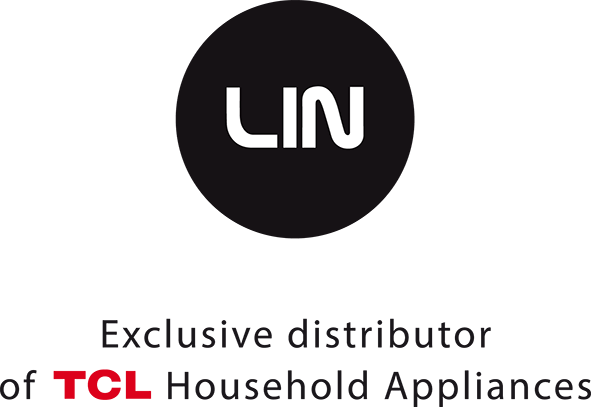 LIN
Exclusive distributor
of TCL Household Appliances